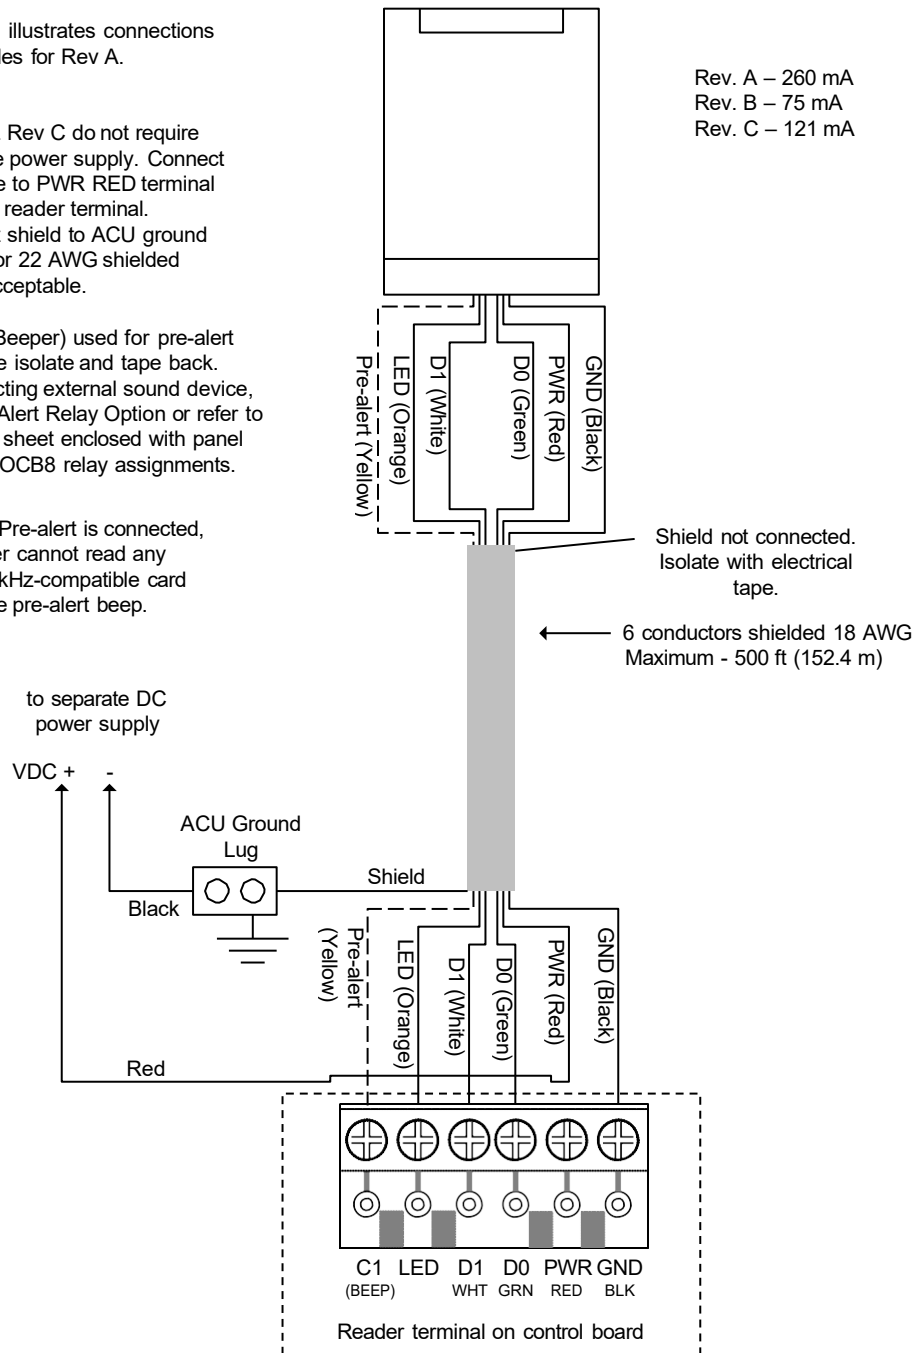 illustrates connections
les for Rev A.
Rev C do not require
e power supply. Connect
e to PWR RED terminal
reader terminal.
t shield to ACU ground
or 22 AWG shielded
cceptable.
Beeper) used for pre-alert
e isolate and tape back.
cting external sound device,
Alert Relay Option or refer to
sheet enclosed with panel
OCB8 relay assignments.
Pre-alert is connected,
er cannot read any
kHz-compatible card
e pre-alert beep.
Rev. A – 260 mA
Rev. B – 75 mA
Rev. C – 121 mA
Pre-alert (Yellow)
LED (Orange)
D1 (White)
D0 (Green)
PWR (Red)
GND (Black)
Shield not connected.
Isolate with electrical
tape.
6 conductors shielded 18 AWG
Maximum - 500 ft (152.4 m)
to separate DC
power supply
VDC + -
ACU Ground
Lug
Shield
Black
Pre-alert
(Yellow)
LED (Orange)
D1 (White)
D0 (Green)
PWR (Red)
GND (Black)
Red
C1 LED D1 D0 PWR GND
(BEEP) WHT GRN RED BLK
Reader terminal on control board